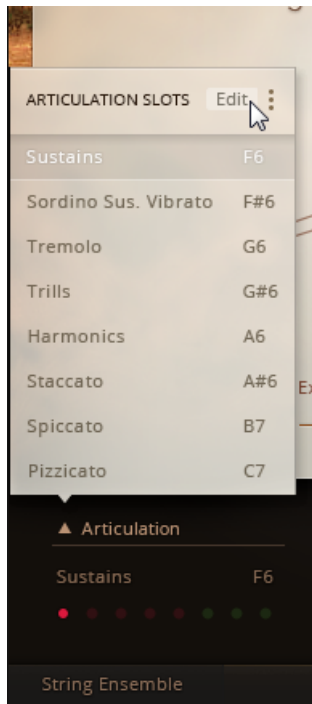 ARTICULATION SLOTS Edit
Sustains F6
Sordino Sus. Vibrato F#6
Tremolo G6
Trills G#6
Harmonics A6
Staccato A#6
Spiccato B7
Pizzicato C7
Articulation
Sustains F6
String Ensemble